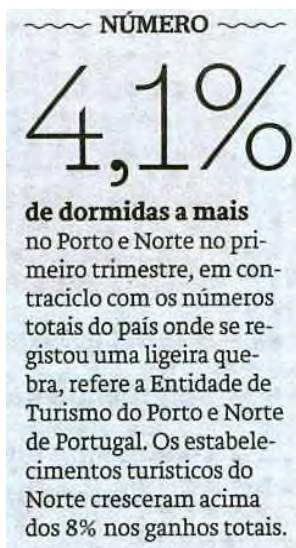 NÚMERO
4,1%
de dormidas a mais
no Porto e Norte no pri-
meiro trimestre, em con-
traciclo com os números
totais do país onde se re-
gistou uma ligeira que-
bra, refere a Entidade de
Turismo do Porto e Norte
de Portugal. Os estabele-
cimentos turísticos do
Norte cresceram acima
dos 8% nos ganhos totais.